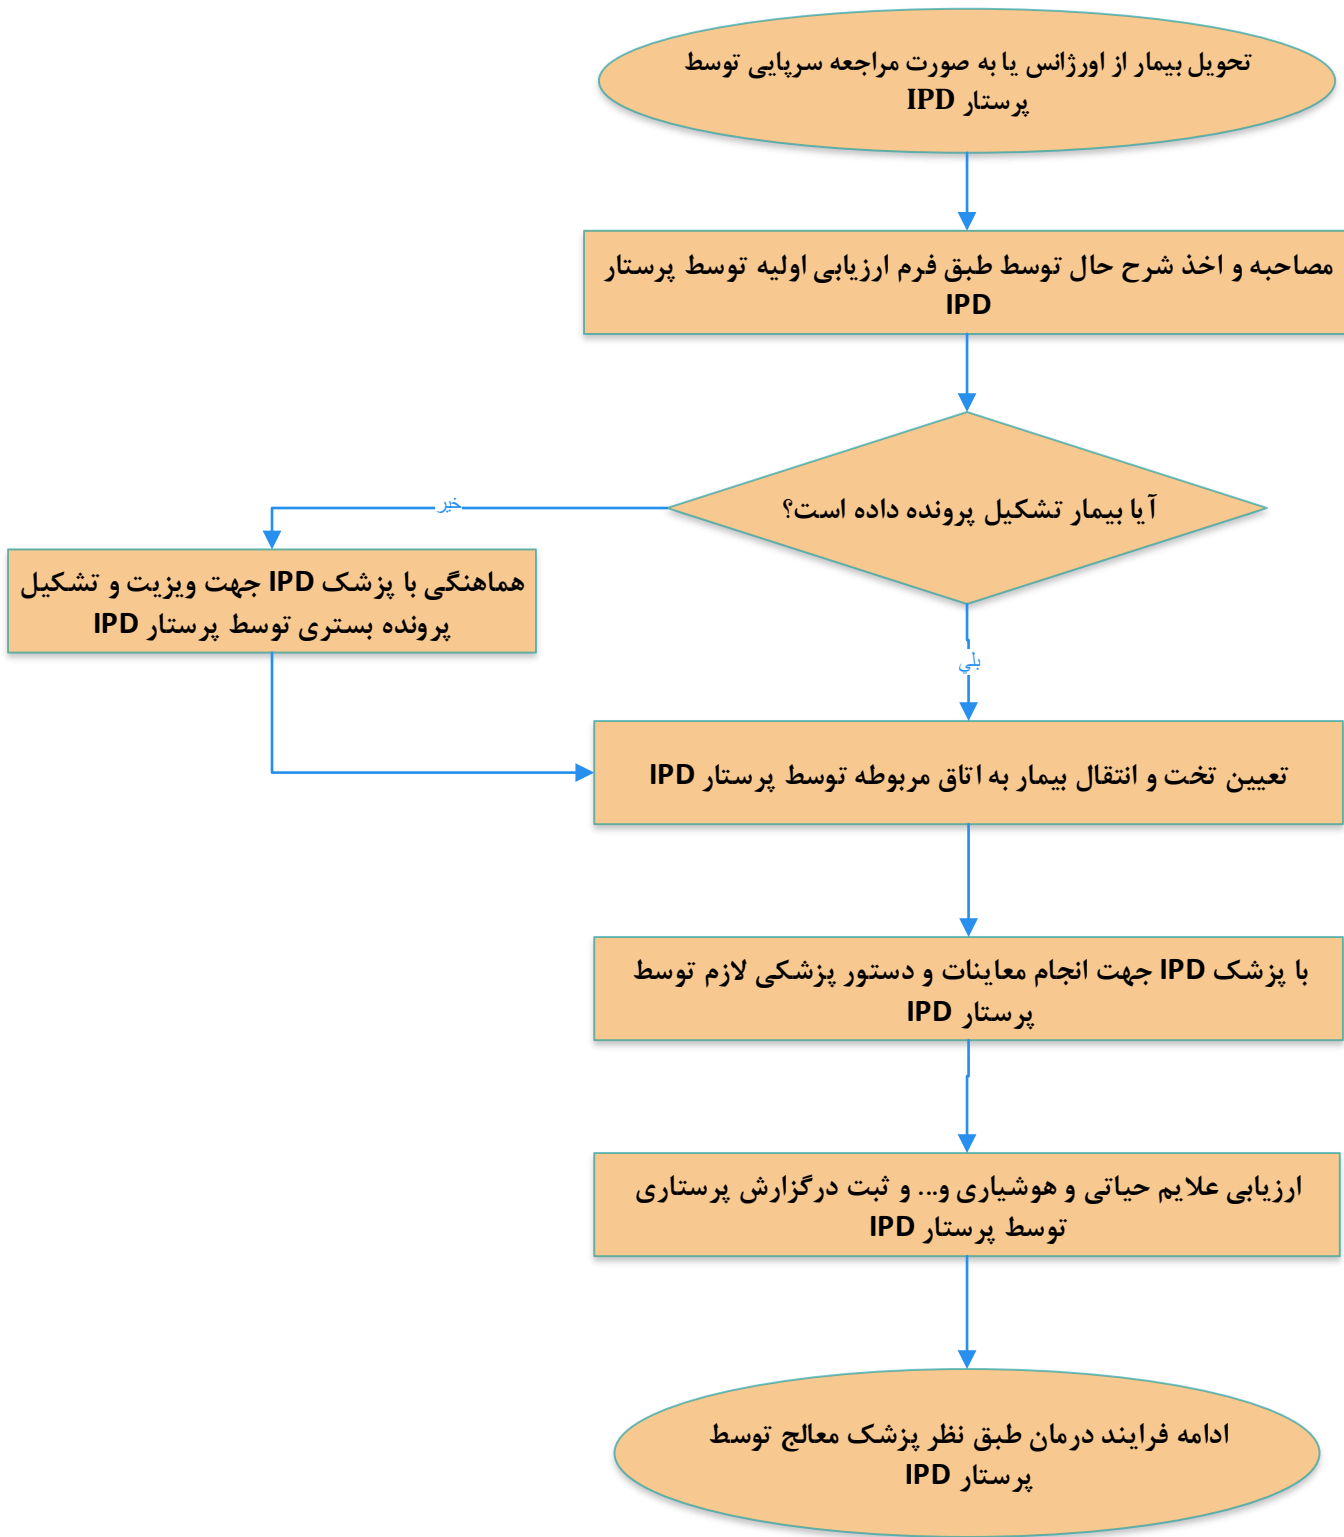 تحویل بیمار از اورژانس یا به صورت مراجعه سرپایی توسط
پرستار IPD
مصاحبه و اخذ شرح حال توسط طبق فرم ارزیابی اولیه توسط پرستار
IPD
آیا بیمار تشکیل پرونده داده است؟
خیر
هماهنگی با پزشک IPD جهت ویزیت و تشکیل
پرونده بستری توسط پرستار IPD
بلي
تعیین تخت و انتقال بیمار به اتاق مربوطه توسط پرستار IPD
با پزشک IPD جهت انجام معاینات و دستور پزشکی لازم توسط
پرستار IPD
ارزیابی علایم حیاتی و هوشیاری و... و ثبت درگزارش پرستاری
توسط پرستار IPD
ادامه فرایند درمان طبق نظر پزشک معالج توسط
پرستار IPD